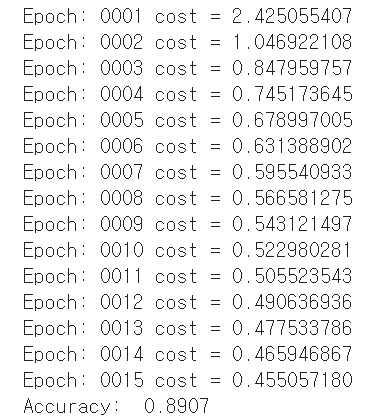 Epoch: 0001 cost = 2.425055407
Epoch: 0002 cost = 1.046922108
Epoch: 0003 cost = 0.847959757
Epoch: 0004 cost = 0.745173645
Epoch: 0005 cost = 0.678997005
Epoch: 0006 cost = 0.631388902
Epoch: 0007 cost = 0.595540933
Epoch: 0008 cost = 0.566581275
Epoch: 0009 cost = 0.543121497
Epoch: 0010 cost = 0.522980281
Epoch: 0011 cost = 0.505523543
Epoch: 0012 cost = 0.490636936
Epoch: 0013 cost = 0.477533786
Epoch: 0014 cost = 0.465946867
Epoch: 0015 cost = 0.455057180
Accuracy:  0.8907